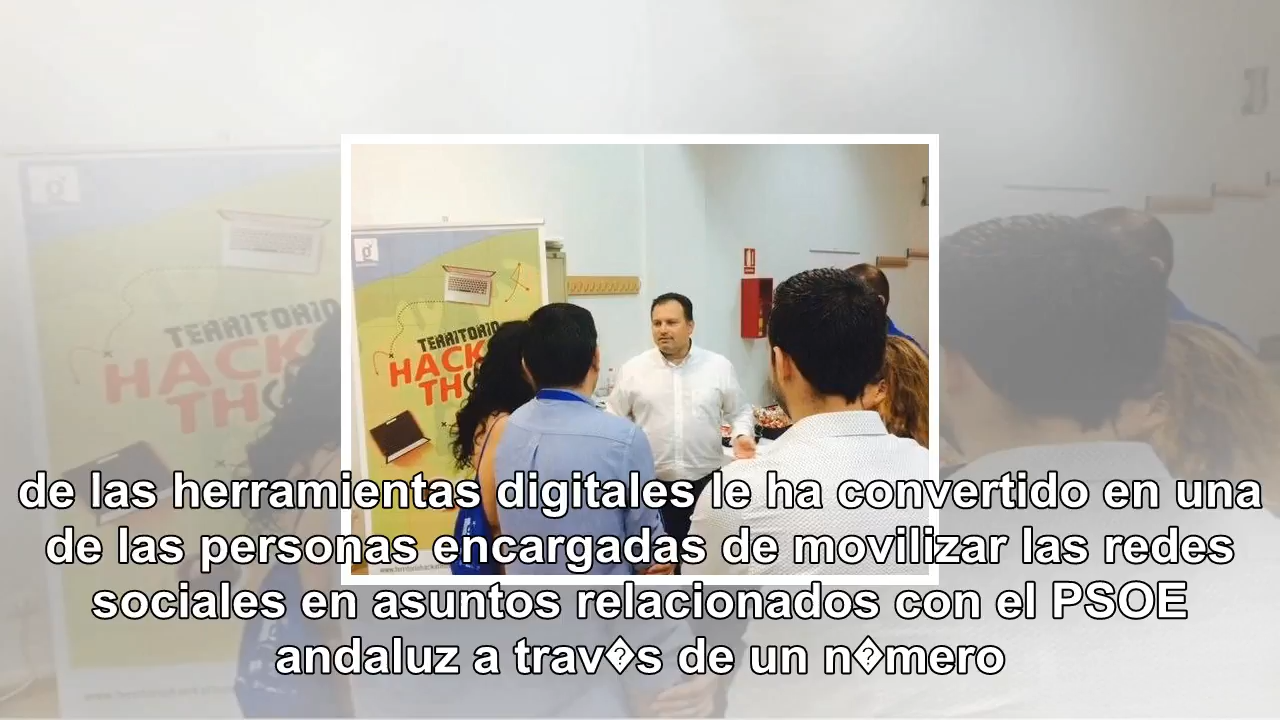 TERRITORIO
HACK
TH
de las herramientas digitales le ha convertido en una
de las personas encargadas de movilizar las redes
sociales en asuntos relacionados con el PSOE
andaluz a trav�s de un n�mero